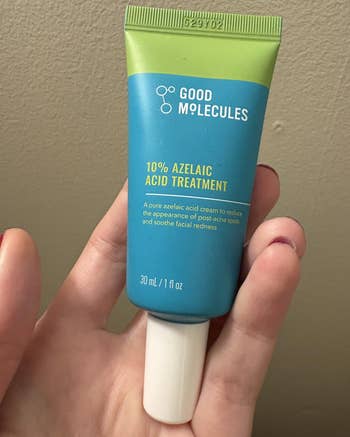 GOOD
MOLECULES
10% AZELAIC
ACID TREATMENT
A pure azelaic acid cream to reduce
the appearance of post-acne spots
and soothe facial redness
30 mL / 1 fl oz